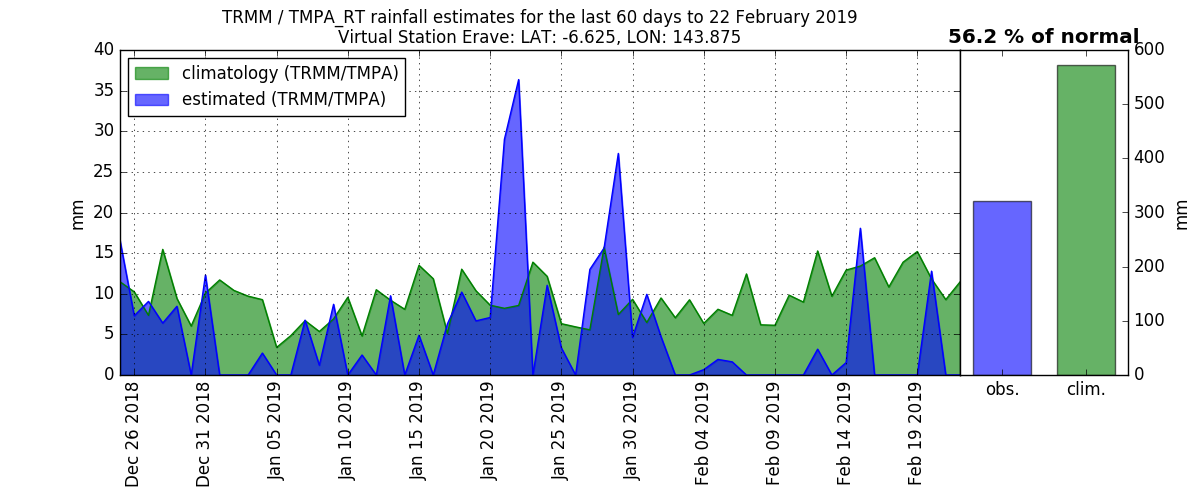 TRMM / TMPA_RT rainfall estimates for the last 60 days to 22 February 2019
Virtual Station Erave: LAT: -6.625, LON: 143.875
56.2 % of normal
climatology (TRMM/TMPA)
estimated (TRMM/TMPA)
mm
40
35
30
25
20
15
10
5
0
Dec 26 2018
Dec 31 2018
Jan 05 2019
Jan 10 2019
Jan 15 2019
Jan 20 2019
Jan 25 2019
Jan 30 2019
Feb 04 2019
Feb 09 2019
Feb 14 2019
Feb 19 2019
obs.
clim.
600
500
400
300
200
100
0
mm